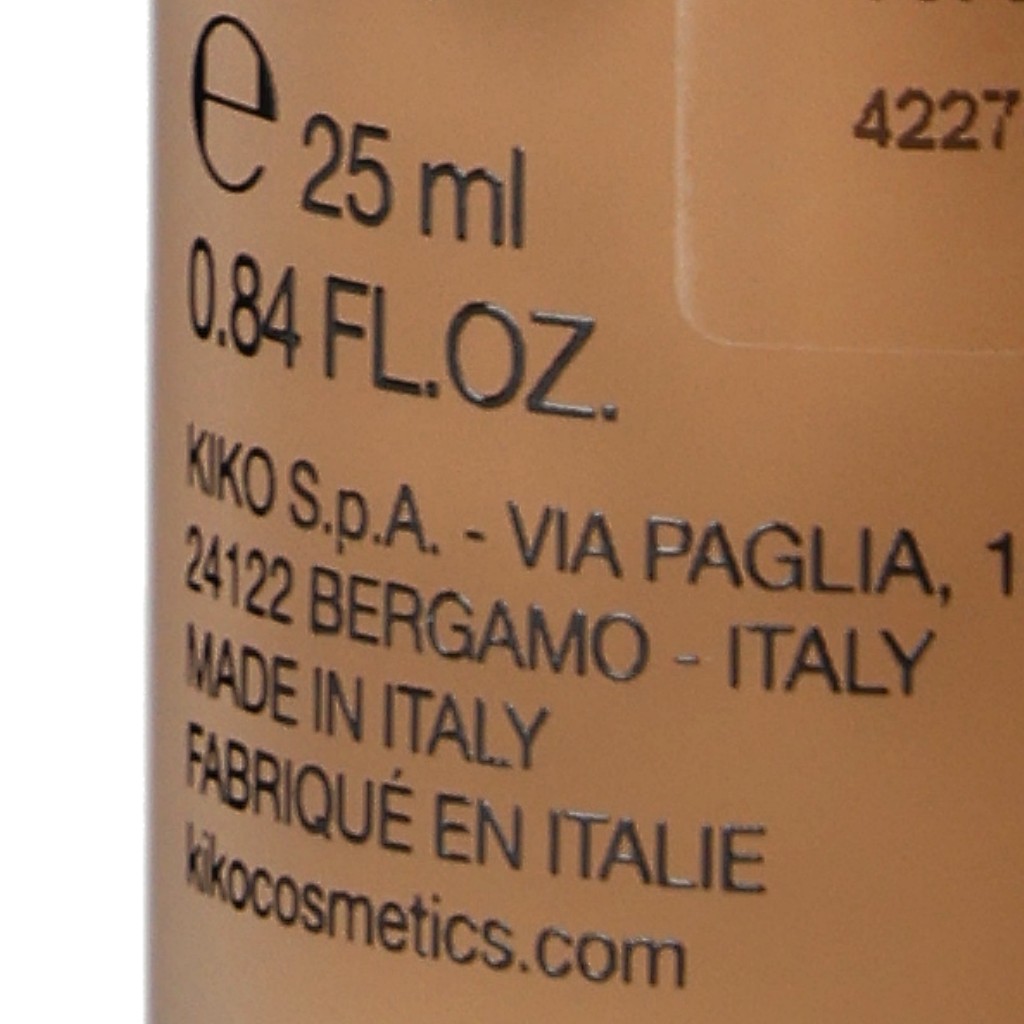 e 25 ml
0.84 FL.OZ.
4227
KIKO S.p.A. - VIA PAGLIA, 1
24122 BERGAMO - ITALY
MADE IN ITALY
FABRIQUÉ EN ITALIE
kikocosmetics.com